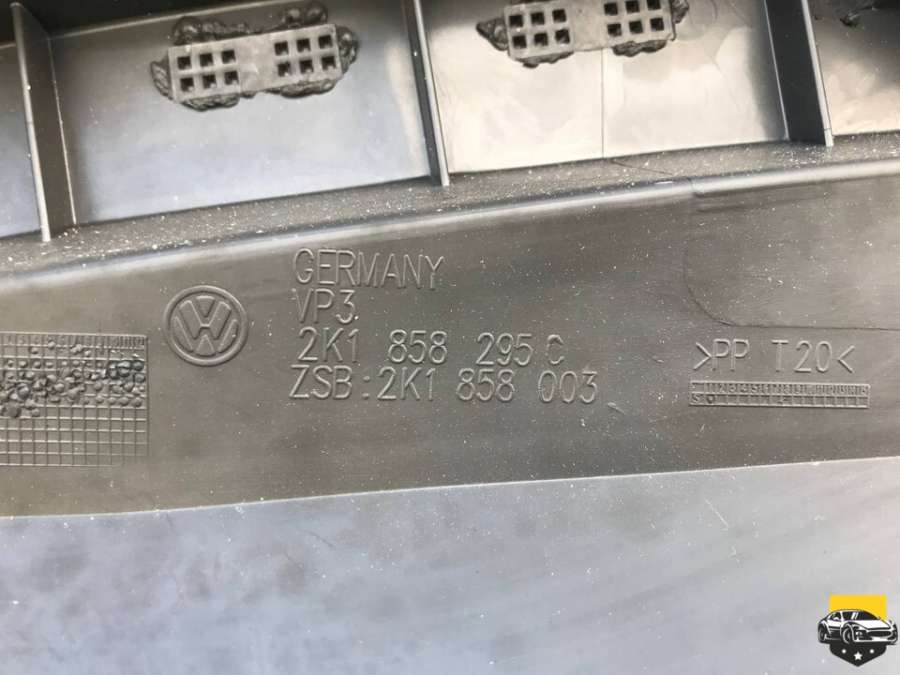 GERMANY
VP3
2K1 858 295 C
ZSB:2K1 858 003
>PP T20<